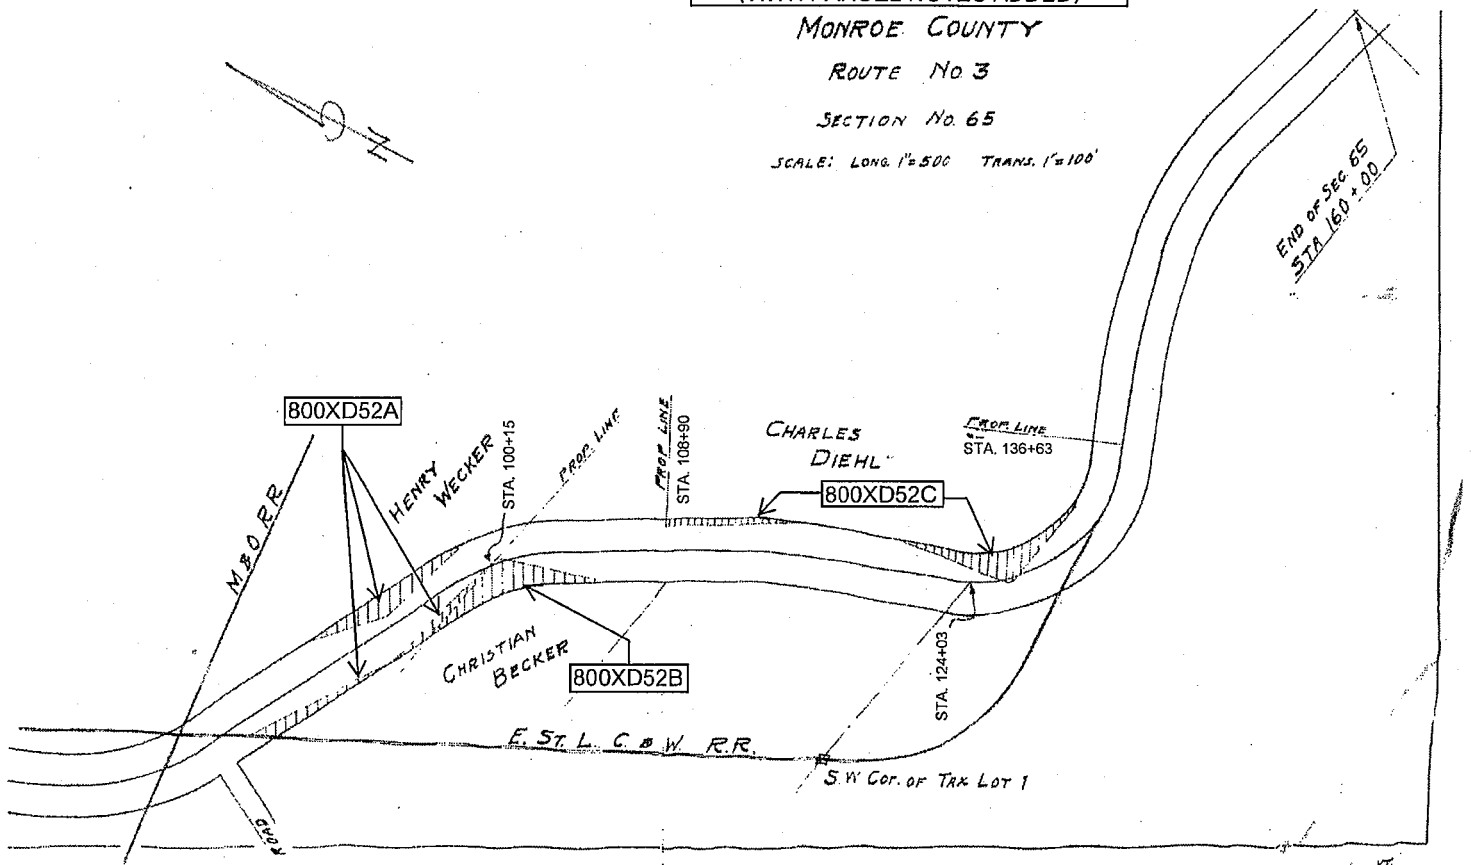 MONROE COUNTY
ROUTE No 3
SECTION No. 65
SCALE: LONG. 1"=500 TRANS. 1"=100'
N
END OF SEC. 65
STA 160+00
800XD52A
HENRY
WECKER
STA. 100+15
PROP. LINE
PROP LINE
STA. 108+90
CHARLES
DIEHL
800XD52C
PROP. LINE
STA. 136+63
M & O R R
CHRISTIAN
BECKER
800XD52B
STA. 124+03
E. ST. L. C. & W. R.R.
S.W COR. OF TAX LOT 1
ROAD